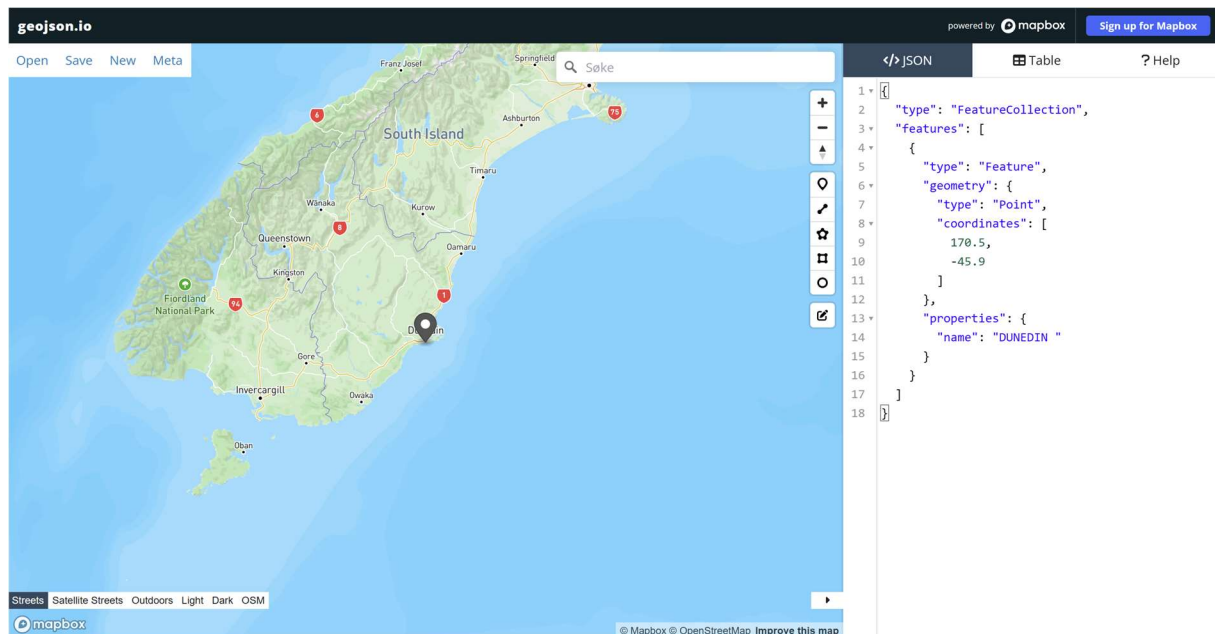 geojson.io
powered by mapbox
Sign up for Mapbox
Open Save New Meta
Søke
</> JSON
Table
? Help
Franz Josef
Springfield
6
75
Ashburton
South Island
Timaru
Wānaka
Kurow
8
Queenstown
Oamaru
Kingston
94
1
Fiordland
National Park
Gore
Invercargill
Owaka
Oban
Streets Satellite Streets Outdoors Light Dark OSM
mapbox
© Mapbox © OpenStreetMap Improve this map
1 {
2 "type": "FeatureCollection",
3 "features": [
4 {
5 "type": "Feature",
6 "geometry": {
7 "type": "Point",
8 "coordinates": [
9 170.5,
10 -45.9
11 ]
12 },
13 "properties": {
14 "name": "DUNEDIN "
15 }
16 }
17 ]
18 }